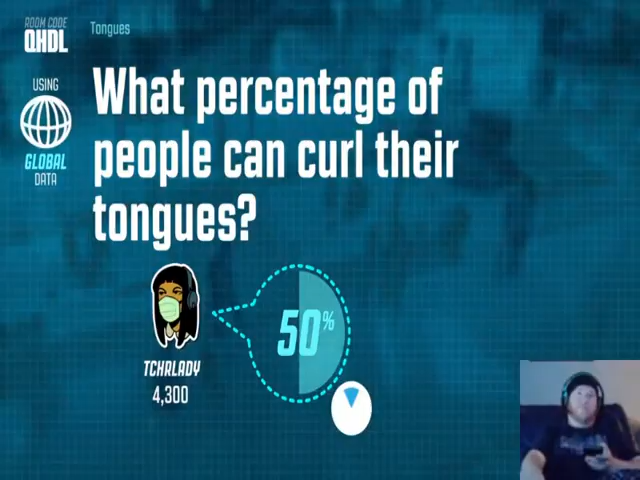 ROOM CODE
QHDL
Tongues
USING
GLOBAL
DATA
What percentage of
people can curl their
tongues?
50%
TCHRLADY
4,300